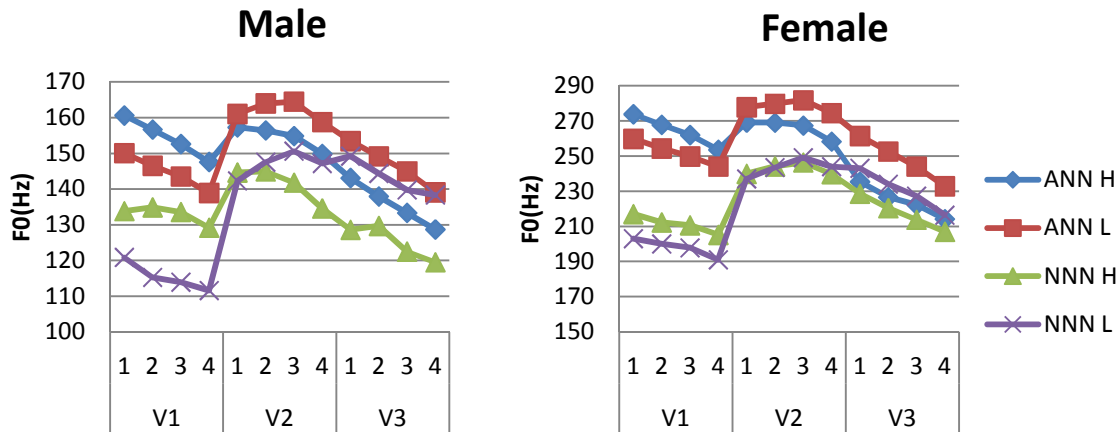 Male
F0(Hz)
170
160
150
140
130
120
110
100
1 2 3 4 1 2 3 4 1 2 3 4
V1 V2 V3
Female
F0(Hz)
290
270
250
230
210
190
170
150
1 2 3 4 1 2 3 4 1 2 3 4
V1 V2 V3
ANN H
ANN L
NNN H
NNN L